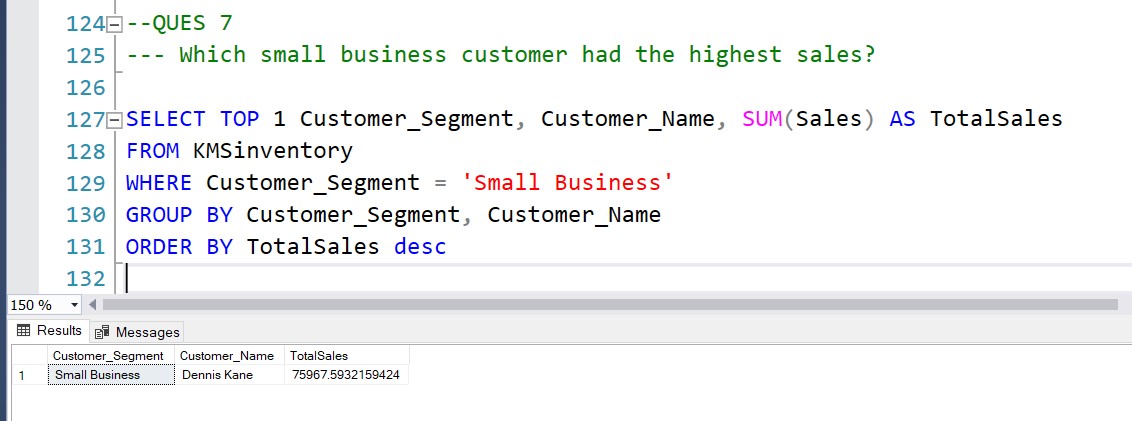 124 --QUES 7
125 --- Which small business customer had the highest sales?
126
127 SELECT TOP 1 Customer_Segment, Customer_Name, SUM(Sales) AS TotalSales
128 FROM KMSinventory
129 WHERE Customer_Segment = 'Small Business'
130 GROUP BY Customer_Segment, Customer_Name
131 ORDER BY TotalSales desc
132
150 %
Results Messages
Customer_Segment Customer_Name TotalSales
1 Small Business Dennis Kane 75967.5932159424